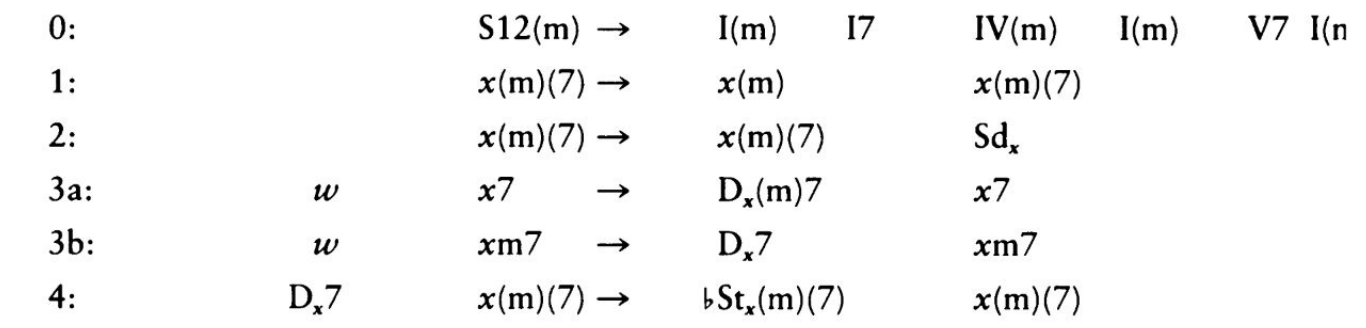 0: S12(m) → I(m) I7 IV(m) I(m) V7 I(n
1: x(m)(7) → x(m) x(m)(7)
2: x(m)(7) → x(m)(7) Sdₓ
3a: w x7 → Dₓ(m)7 x7
3b: w xm7 → Dₓ7 xm7
4: Dₓ7 x(m)(7) → ♭Stₓ(m)(7) x(m)(7)